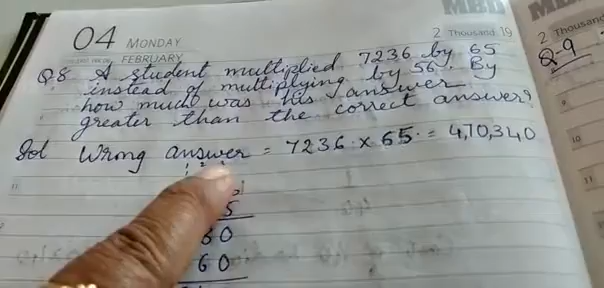 MBD
04 MONDAY
FEBRUARY
2 Thousand 19
Q-8 A student multiplied 7236 by 65
instead of multiplying by 56. By
how much was his answer
greater than the correct answer?
Sol Wrong answer = 7236 × 65 = 4,70,340
5
60
11
2 Thousand
Q-9
9
10
11